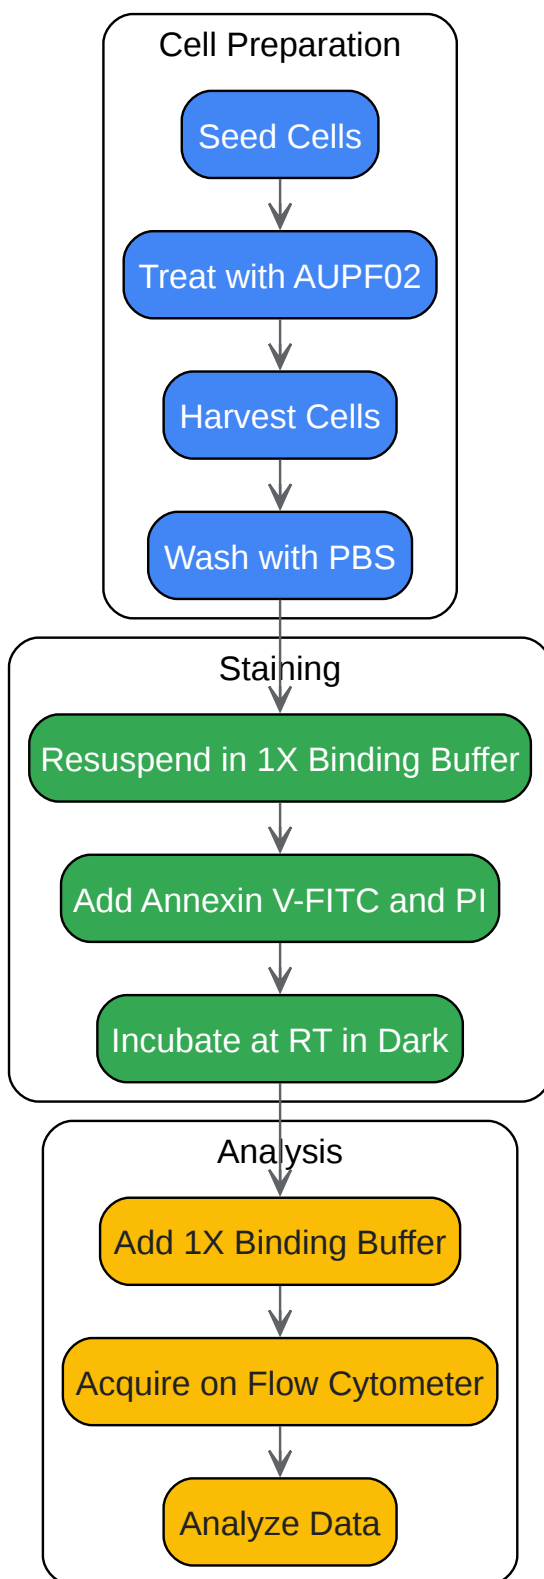 Cell Preparation
Seed Cells
Treat with AUPF02
Harvest Cells
Wash with PBS
Staining
Resuspend in 1X Binding Buffer
Add Annexin V-FITC and PI
Incubate at RT in Dark
Analysis
Add 1X Binding Buffer
Acquire on Flow Cytometer
Analyze Data